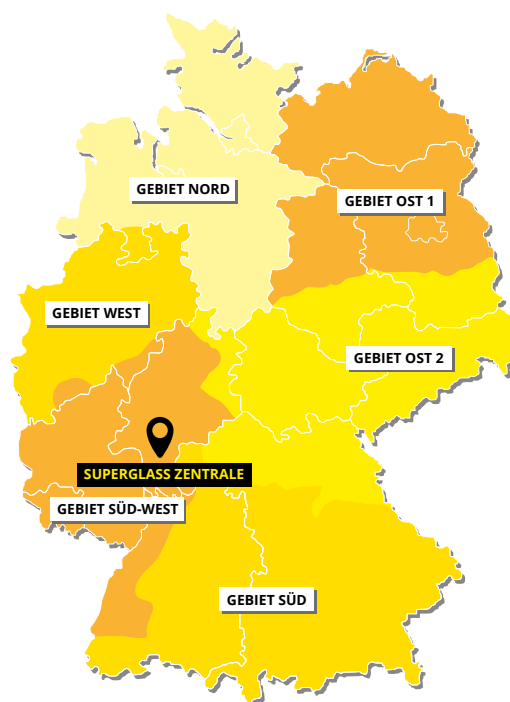 GEBIET NORD
GEBIET OST 1
GEBIET WEST
GEBIET OST 2
SUPERGLASS ZENTRALE
GEBIET SÜD-WEST
GEBIET SÜD